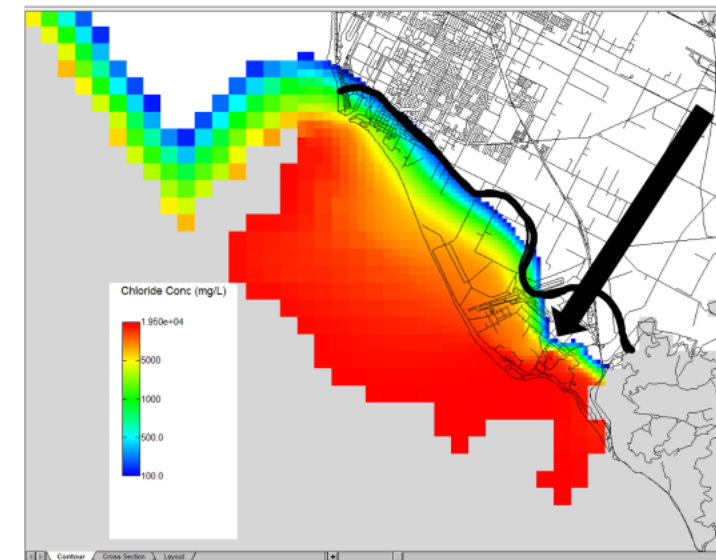 Chloride Conc (mg/L)
1.950e+04
5000
1000
500.0
100.0
Contour
Cross Section
Layout